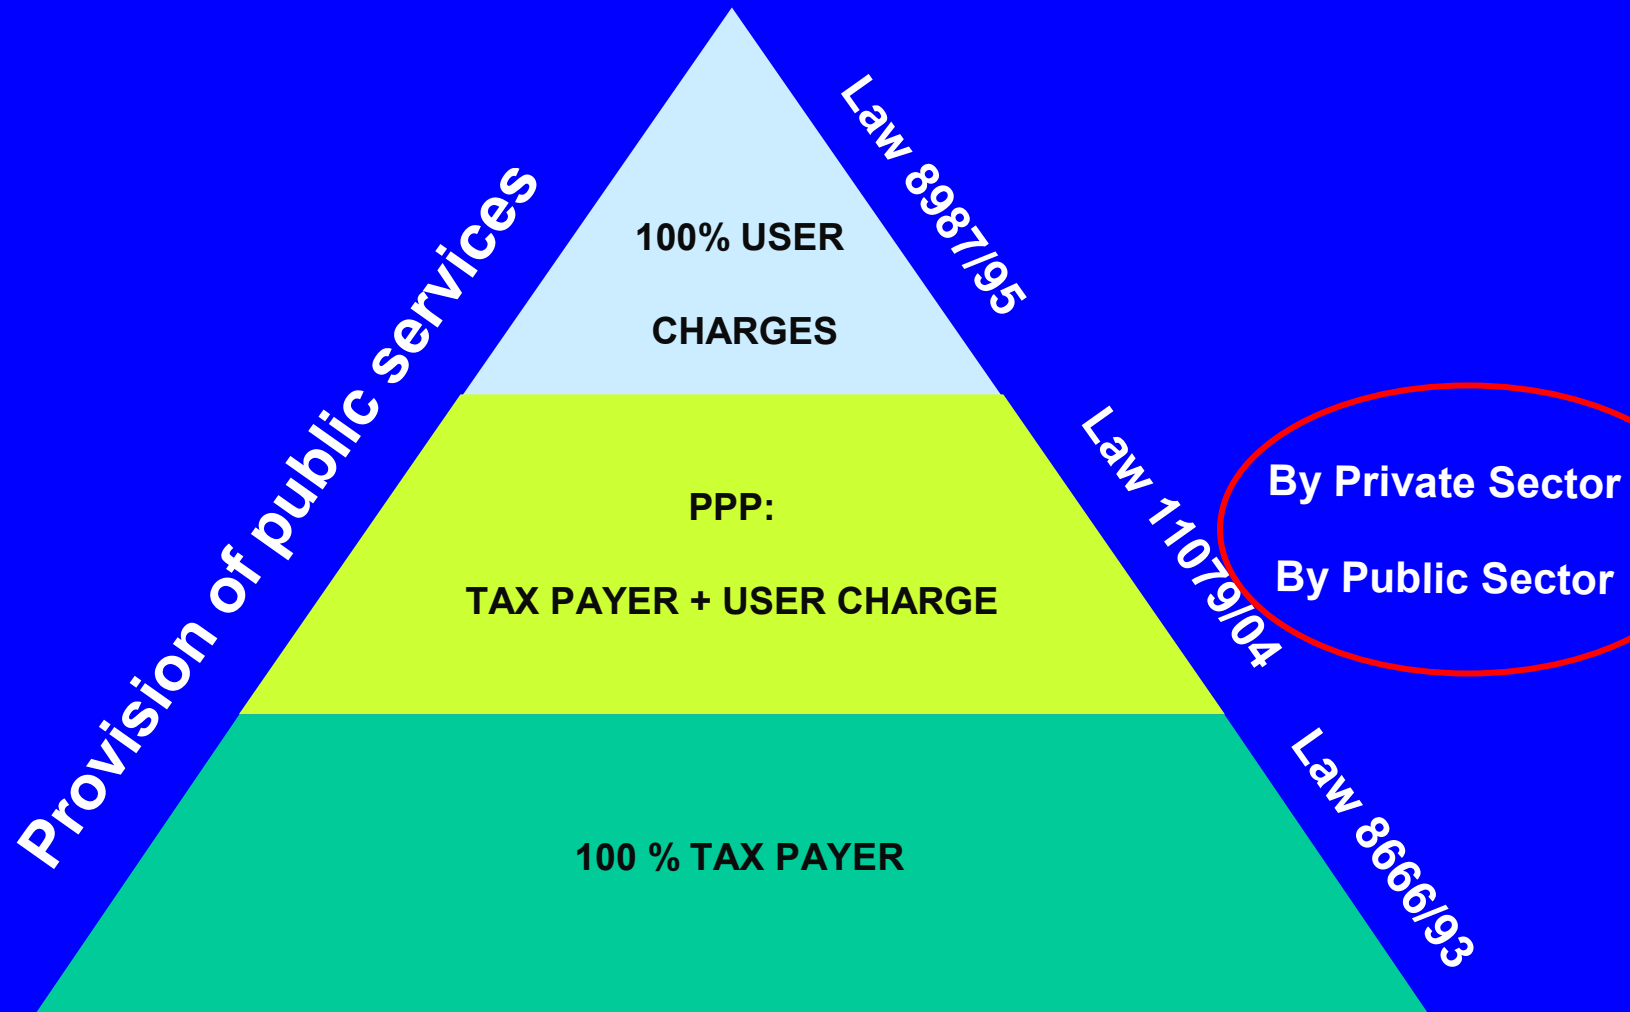 Provision of public services
100% USER
CHARGES
Law 8987/95
PPP:
TAX PAYER + USER CHARGE
Law 11079/04
By Private Sector
By Public Sector
100 % TAX PAYER
Law 8666/93